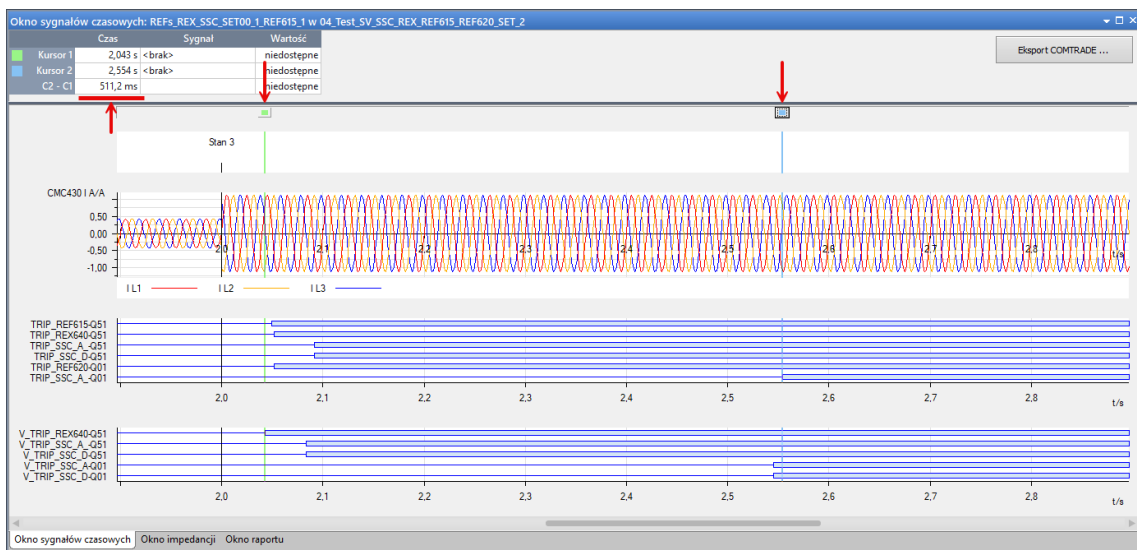 Okno sygnałów czasowych: REFs_REX_SSC_SET00_1_REF615_1 w 04_Test_SV_SSC_REX_REF615_REF620_SET_2
Czas Sygnał Wartość
Kursor 1 2,043 s <brak> niedostępne
Kursor 2 2,554 s <brak> niedostępne
C2 - C1 511,2 ms niedostępne
Eksport COMTRADE ...
Stan 3
CMC430 I A/A
0,50
0,00
-0,50
-1,00
2,0 2,1 2,2 2,3 2,4 2,5 2,6 2,7 2,8 t/s
I L1 I L2 I L3
TRIP_REF615-Q51
TRIP_REX640-Q51
TRIP_SSC_A_-Q51
TRIP_SSC_D-Q51
TRIP_REF620-Q01
TRIP_SSC_A_-Q01
2,0 2,1 2,2 2,3 2,4 2,5 2,6 2,7 2,8 t/s
V_TRIP_REX640-Q51
V_TRIP_SSC_A_-Q51
V_TRIP_SSC_D-Q51
V_TRIP_SSC_A-Q01
V_TRIP_SSC_D-Q01
2,0 2,1 2,2 2,3 2,4 2,5 2,6 2,7 2,8 t/s
Okno sygnałów czasowych Okno impedancji Okno raportu